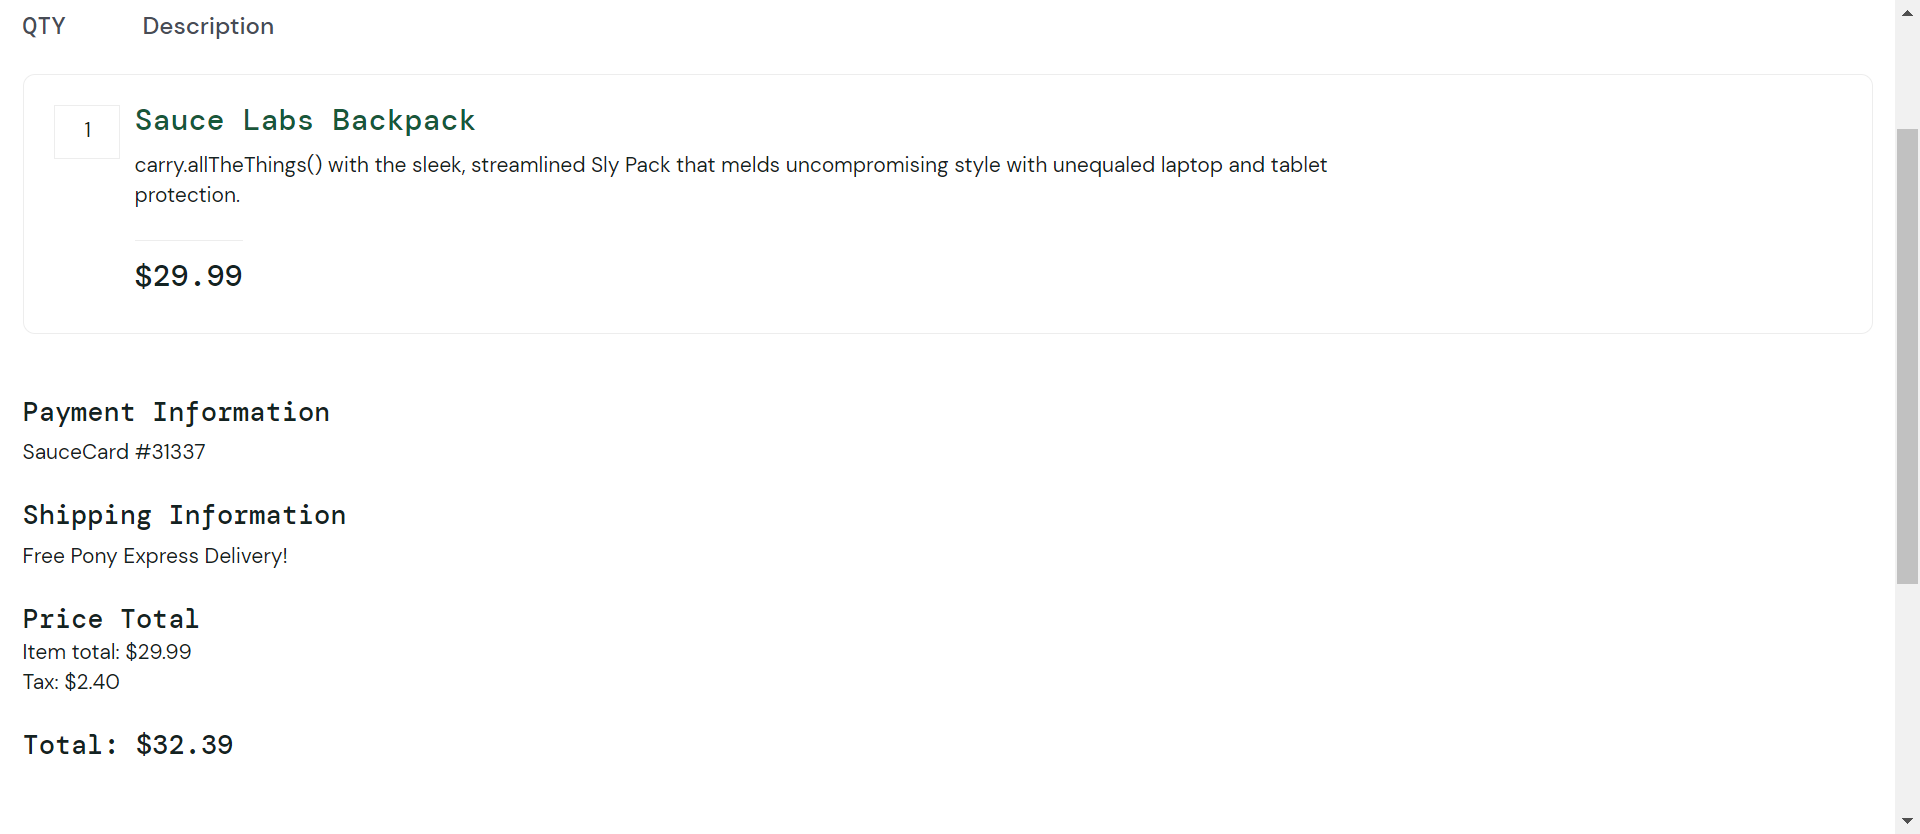 QTY Description
1 Sauce Labs Backpack
carry.allTheThings() with the sleek, streamlined Sly Pack that melds uncompromising style with unequaled laptop and tablet
protection.
$29.99
Payment Information
SauceCard #31337
Shipping Information
Free Pony Express Delivery!
Price Total
Item total: $29.99
Tax: $2.40
Total: $32.39